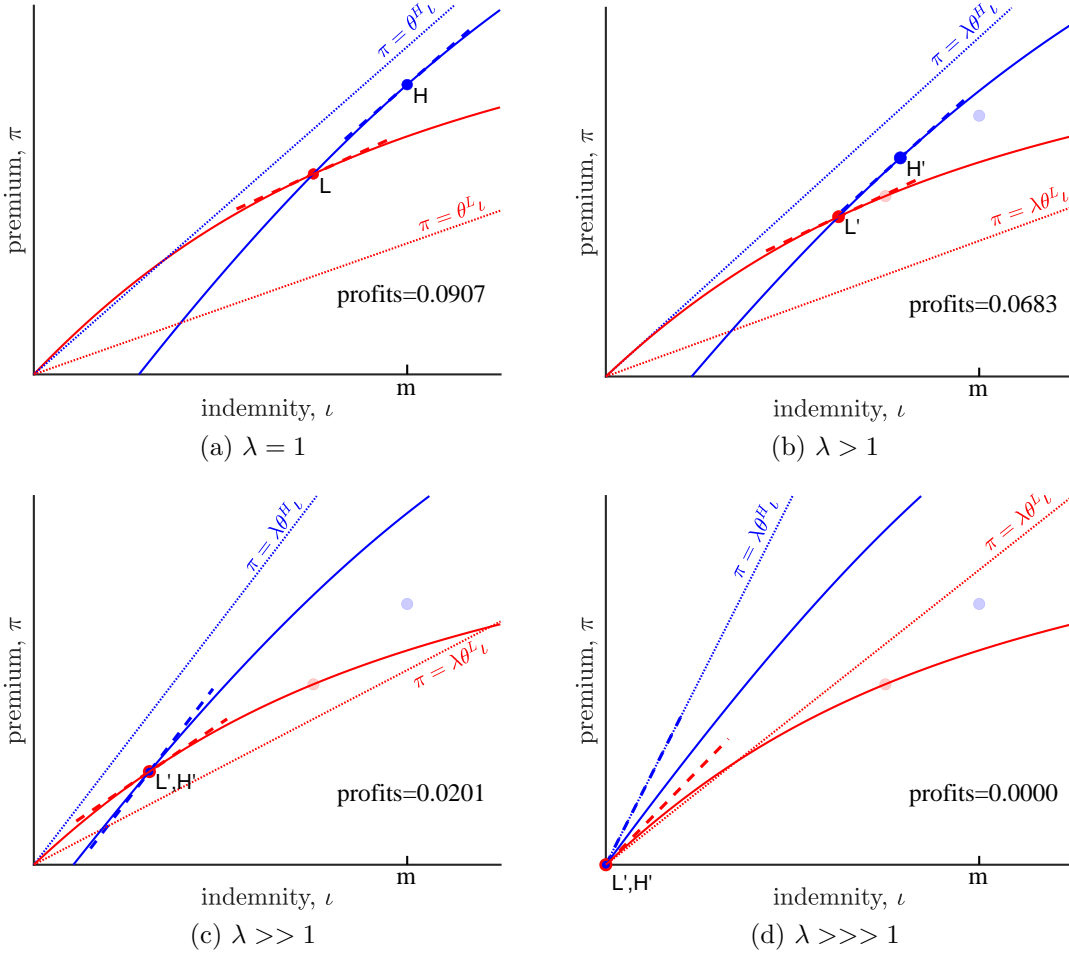 π = θ^H ι
H
L
π = θ^L ι
profits=0.0907
premium, π
m
indemnity, ι
(a) λ = 1
π = λθ^H ι
H'
L'
π = λθ^L ι
profits=0.0683
premium, π
m
indemnity, ι
(b) λ > 1
π = λθ^H ι
π = λθ^L ι
L',H'
profits=0.0201
premium, π
m
indemnity, ι
(c) λ >> 1
π = λθ^H ι
π = λθ^L ι
profits=0.0000
premium, π
L',H'
m
indemnity, ι
(d) λ >>> 1